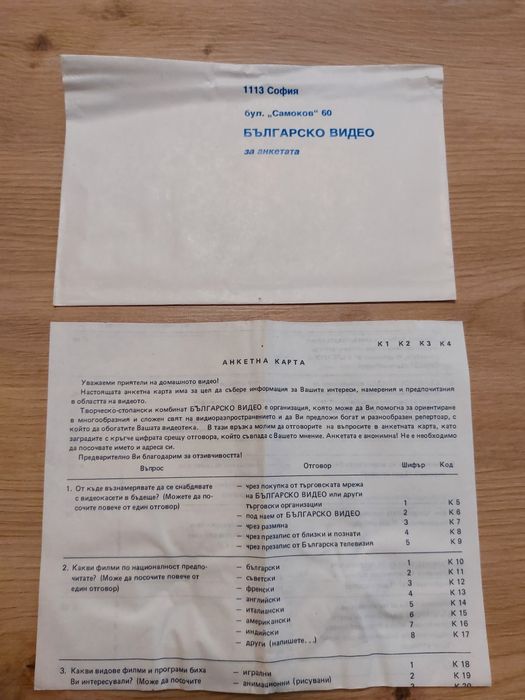 1113 София
бул. „Самоков" 60
БЪЛГАРСКО ВИДЕО
за анкетата
К 1 К 2 К 3 К 4
АНКЕТНА КАРТА
Уважаеми приятели на домашното видео!
Настоящата анкетна карта има за цел да събере информация за Вашите интереси, намерения и предпочитания
в областта на видеото.
Творческо-стопански комбинат БЪЛГАРСКО ВИДЕО е организация, която може да Ви помогна за ориентиране
в многообразния и сложен свят на видиоразпространението и да Ви предложи богат и разнообразен репертоар, с
който да обогатите Вашата видеотека. . В тази връзка молим да отговорите на въпросите в анкетната карта, като
заградите с кръгче цифрата срещу отговора, който съвпада с Вашето мнение. Анкетата е анонимна! Не е необходимо
да посочвате името и адреса си.
Предварително Ви благодарим за отзивчивостта!
Въпрос Отговор Шифър Код
1. От къде възнамерявате да се снабдявате — чрез покупка от търговската мрежа
с видеокасети в бъдеще? (Можете да по- на БЪЛГАРСКО ВИДЕО или други
сочите повече от един отговор) търговски организации 1 К 5
— под наем от БЪЛГАРСКО ВИДЕО 2 К 6
— чрез размяна 3 К 7
— чрез презапис от близки и познати 4 К 8
— чрез презапис от Българска телевизия 5 К 9
2. Какви филми по националност предпо- — български 1 К 10
читате? (Може да посочите повече от — съветски 2 К 11
един отговор) — френски 3 К 12
— английски 4 К 13
— италиански 5 К 14
— американски 6 К 15
— индийски 7 К 16
— други (напишете. . .) 8 К 17
3. Какви видове филми и програми биха — игрални 1 К 18
Ви интересували? (Може да посочите — анимационни (рисувани) 2 К 19